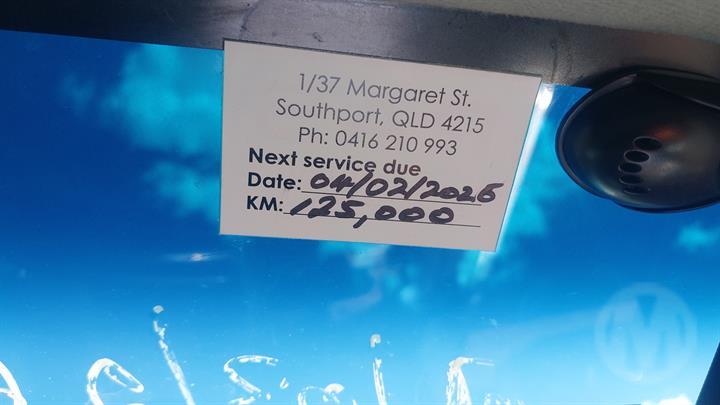 1/37 Margaret St.
Southport, QLD 4215
Ph: 0416 210 993
Next service due
Date: 04/02/2026
KM: 125,000